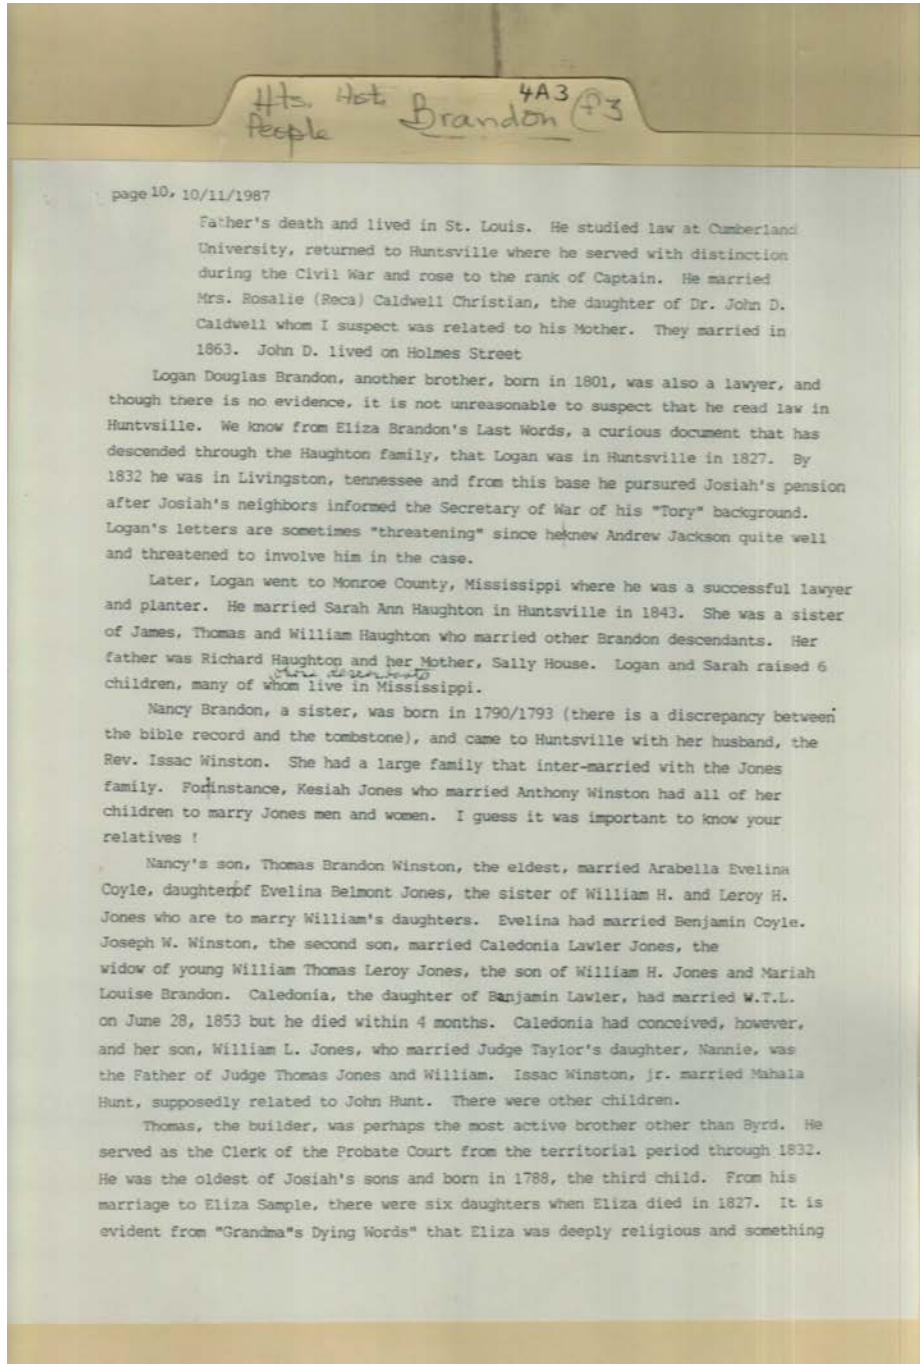 Hts. Hist. 4A3
People Brandon f3
page 10, 10/11/1987
Father's death and lived in St. Louis. He studied law at Cumberland
University, returned to Huntsville where he served with distinction
during the Civil War and rose to the rank of Captain. He married
Mrs. Rosalie (Reca) Caldwell Christian, the daughter of Dr. John D.
Caldwell whom I suspect was related to his Mother. They married in
1863. John D. lived on Holmes Street
Logan Douglas Brandon, another brother, born in 1801, was also a lawyer, and
though there is no evidence, it is not unreasonable to suspect that he read law in
Huntvsille. We know from Eliza Brandon's Last Words, a curious document that has
descended through the Haughton family, that Logan was in Huntsville in 1827. By
1832 he was in Livingston, tennessee and from this base he pursured Josiah's pension
after Josiah's neighbors informed the Secretary of War of his "Tory" background.
Logan's letters are sometimes "threatening" since he knew Andrew Jackson quite well
and threatened to involve him in the case.
Later, Logan went to Monroe County, Mississippi where he was a successful lawyer
and planter. He married Sarah Ann Haughton in Huntsville in 1843. She was a sister
of James, Thomas and William Haughton who married other Brandon descendants. Her
father was Richard Haughton and her Mother, Sally House. Logan and Sarah raised 6
descendants
children, many of whom live in Mississippi.
Nancy Brandon, a sister, was born in 1790/1793 (there is a discrepancy between
the bible record and the tombstone), and came to Huntsville with her husband, the
Rev. Issac Winston. She had a large family that inter-married with the Jones
family. For instance, Kesiah Jones who married Anthony Winston had all of her
children to marry Jones men and women. I guess it was important to know your
relatives !
Nancy's son, Thomas Brandon Winston, the eldest, married Arabella Evelina
Coyle, daughter of Evelina Belmont Jones, the sister of William H. and Leroy H.
Jones who are to marry William's daughters. Evelina had married Benjamin Coyle.
Joseph W. Winston, the second son, married Caledonia Lawler Jones, the
widow of young William Thomas Leroy Jones, the son of William H. Jones and Mariah
Louise Brandon. Caledonia, the daughter of Banjamin Lawler, had married W.T.L.
on June 28, 1853 but he died within 4 months. Caledonia had conceived, however,
and her son, William L. Jones, who married Judge Taylor's daughter, Nannie, was
the Father of Judge Thomas Jones and William. Issac Winston, jr. married Mahala
Hunt, supposedly related to John Hunt. There were other children.
Thomas, the builder, was perhaps the most active brother other than Byrd. He
served as the Clerk of the Probate Court from the territorial period through 1832.
He was the oldest of Josiah's sons and born in 1788, the third child. From his
marriage to Eliza Sample, there were six daughters when Eliza died in 1827. It is
evident from "Grandma"s Dying Words" that Eliza was deeply religious and something